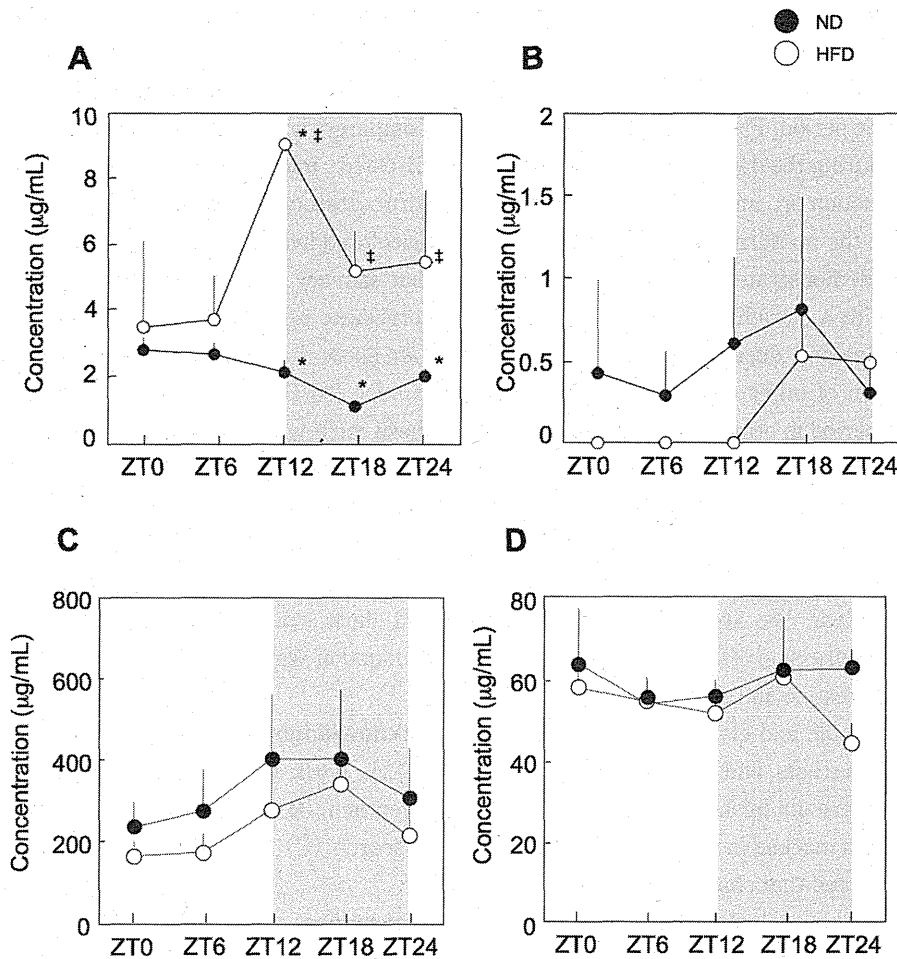 ND
HFD
A
B
Concentration (µg/mL)
10
8
6
4
2
0
* ‡
‡
‡
*
*
*
ZT0 ZT6 ZT12 ZT18 ZT24
Concentration (µg/mL)
2
1.5
1
0.5
0
ZT0 ZT6 ZT12 ZT18 ZT24
C
D
Concentration (µg/mL)
800
600
400
200
0
ZT0 ZT6 ZT12 ZT18 ZT24
Concentration (µg/mL)
80
60
40
20
0
ZT0 ZT6 ZT12 ZT18 ZT24